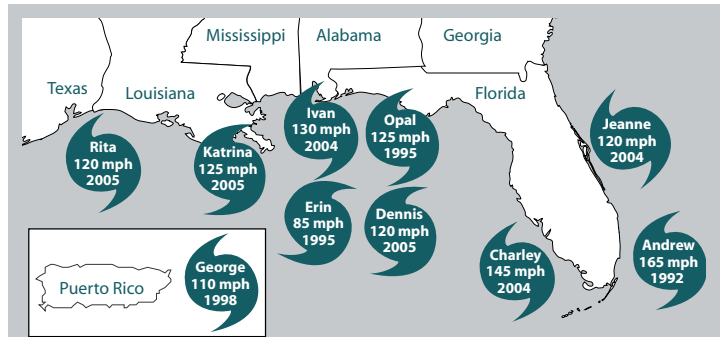 Mississippi
Alabama
Georgia
Texas
Louisiana
Florida
Ivan
130 mph
2004
Opal
125 mph
1995
Jeanne
120 mph
2004
Rita
120 mph
2005
Katrina
125 mph
2005
Erin
85 mph
1995
Dennis
120 mph
2005
Charley
145 mph
2004
Andrew
165 mph
1992
Puerto Rico
George
110 mph
1998